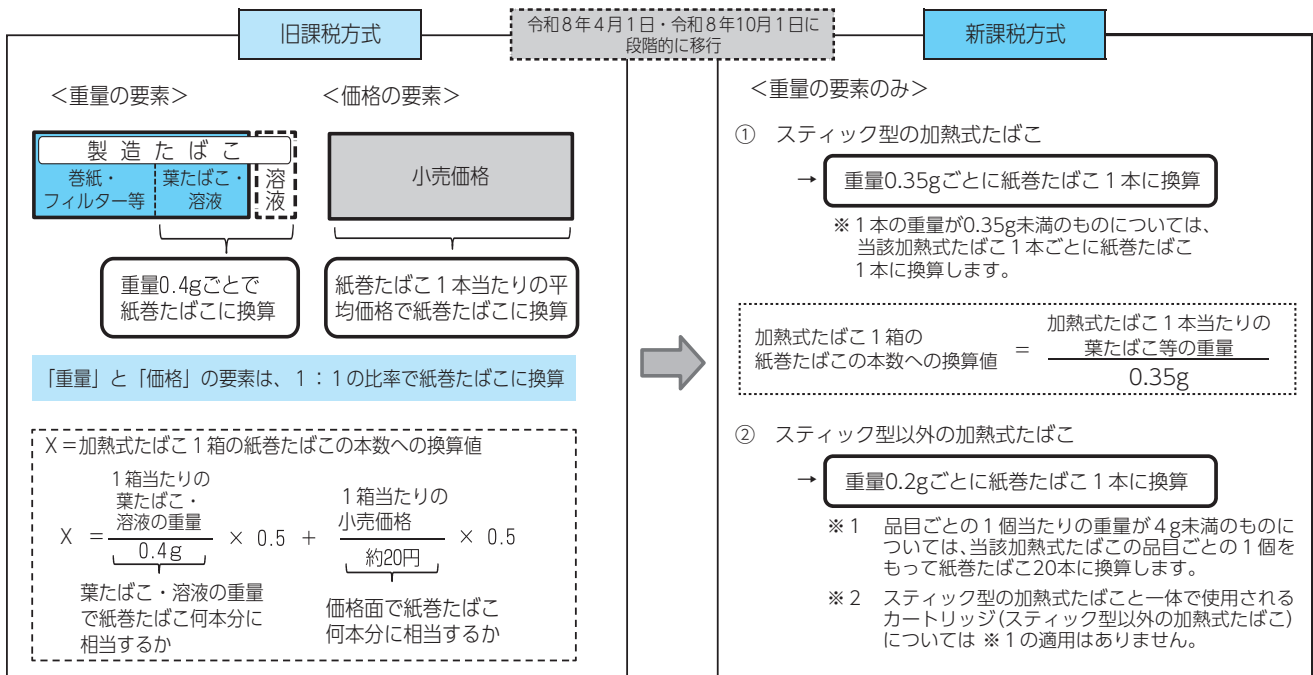 旧課税方式
令和８年４月１日・令和８年10月１日に
段階的に移行
新課税方式
＜重量の要素＞
＜価格の要素＞
製造たばこ
巻紙・
フィルター等
葉たばこ・
溶液
溶
液
小売価格
重量0.4gごとで
紙巻たばこに換算
紙巻たばこ１本当たりの平
均価格で紙巻たばこに換算
「重量」と「価格」の要素は、１：１の比率で紙巻たばこに換算
X＝加熱式たばこ１箱の紙巻たばこの本数への換算値
１箱当たりの
葉たばこ・
溶液の重量
１箱当たりの
小売価格
X ＝ × 0.5 ＋ × 0.5
0.4g
約20円
葉たばこ・溶液の重量
で紙巻たばこ何本分に
相当するか
価格面で紙巻たばこ
何本分に相当するか
＜重量の要素のみ＞
① スティック型の加熱式たばこ
→ 重量0.35gごとに紙巻たばこ１本に換算
※１本の重量が0.35g未満のものについては、
当該加熱式たばこ１本ごとに紙巻たばこ
１本に換算します。
加熱式たばこ１箱の
紙巻たばこの本数への換算値
＝
加熱式たばこ１本当たりの
葉たばこ等の重量
0.35g
② スティック型以外の加熱式たばこ
→ 重量0.2gごとに紙巻たばこ１本に換算
※１ 品目ごとの１個当たりの重量が４g未満のものに
ついては、当該加熱式たばこの品目ごとの１個を
もって紙巻たばこ20本に換算します。
※２ スティック型の加熱式たばこと一体で使用される
カートリッジ（スティック型以外の加熱式たばこ）
については ※１の適用はありません。